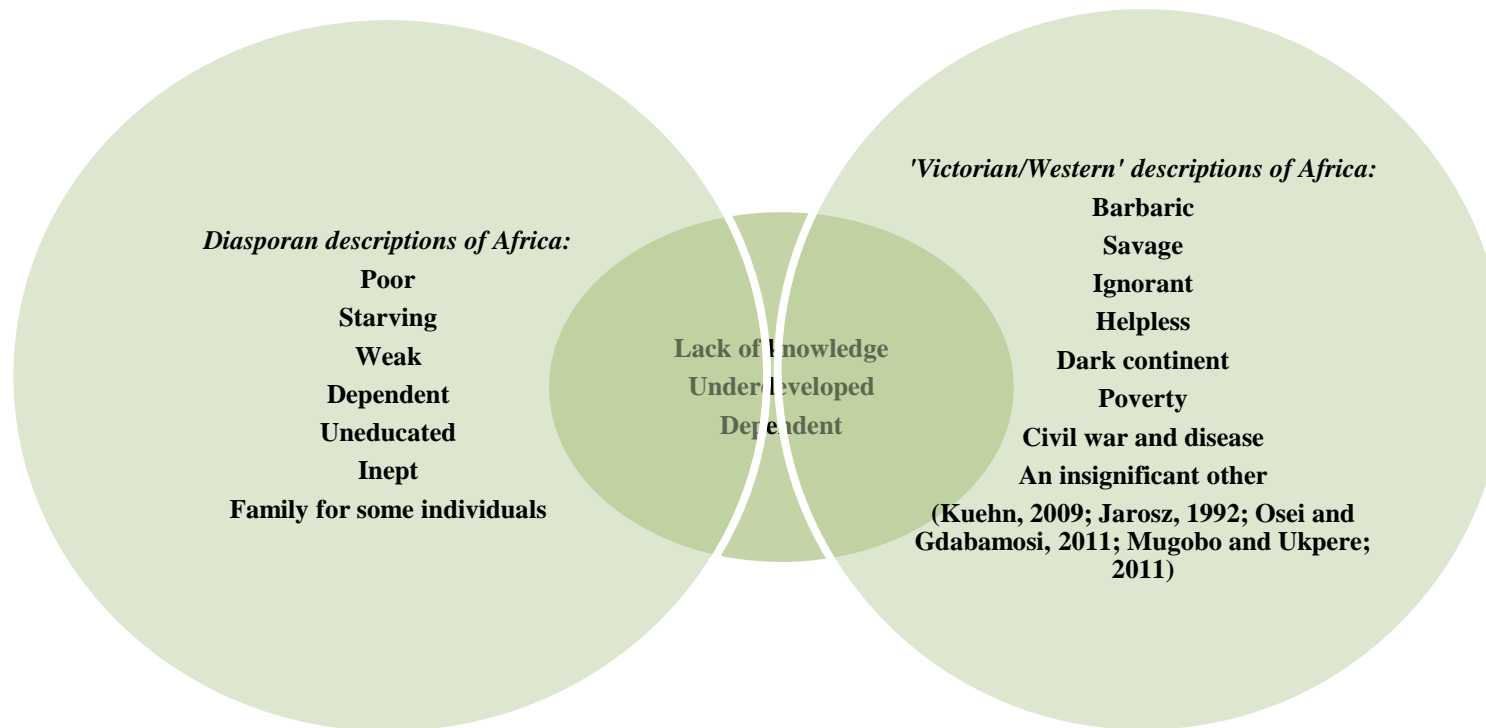 Diasporan descriptions of Africa:
Poor
Starving
Weak
Dependent
Uneducated
Inept
Family for some individuals
Lack of knowledge
Underdeveloped
Dependent
'Victorian/Western' descriptions of Africa:
Barbaric
Savage
Ignorant
Helpless
Dark continent
Poverty
Civil war and disease
An insignificant other
(Kuehn, 2009; Jarosz, 1992; Osei and
Gdabamosi, 2011; Mugobo and Ukpere;
2011)